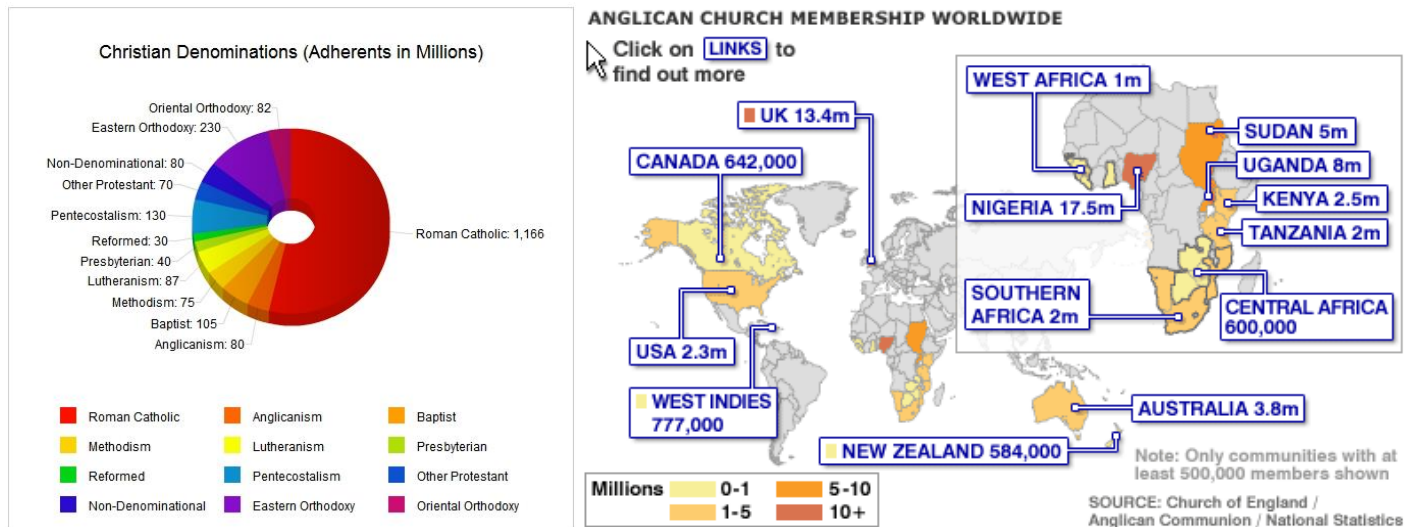 Christian Denominations (Adherents in Millions)
Oriental Orthodoxy: 82
Eastern Orthodoxy: 230
Non-Denominational: 80
Other Protestant: 70
Pentecostalism: 130
Reformed: 30
Presbyterian: 40
Lutheranism: 87
Methodism: 75
Baptist: 105
Anglicanism: 80
Roman Catholic: 1,166
Roman Catholic
Anglicanism
Baptist
Methodism
Lutheranism
Presbyterian
Reformed
Pentecostalism
Other Protestant
Non-Denominational
Eastern Orthodoxy
Oriental Orthodoxy
ANGLICAN CHURCH MEMBERSHIP WORLDWIDE
Click on LINKS to
find out more
UK 13.4m
CANADA 642,000
USA 2.3m
WEST INDIES
777,000
WEST AFRICA 1m
NIGERIA 17.5m
SOUTHERN
AFRICA 2m
SUDAN 5m
UGANDA 8m
KENYA 2.5m
TANZANIA 2m
CENTRAL AFRICA
600,000
AUSTRALIA 3.8m
NEW ZEALAND 584,000
Millions
0-1
5-10
1-5
10+
Note: Only communities with at
least 500,000 members shown
SOURCE: Church of England /
Anglican Communion / National Statistics